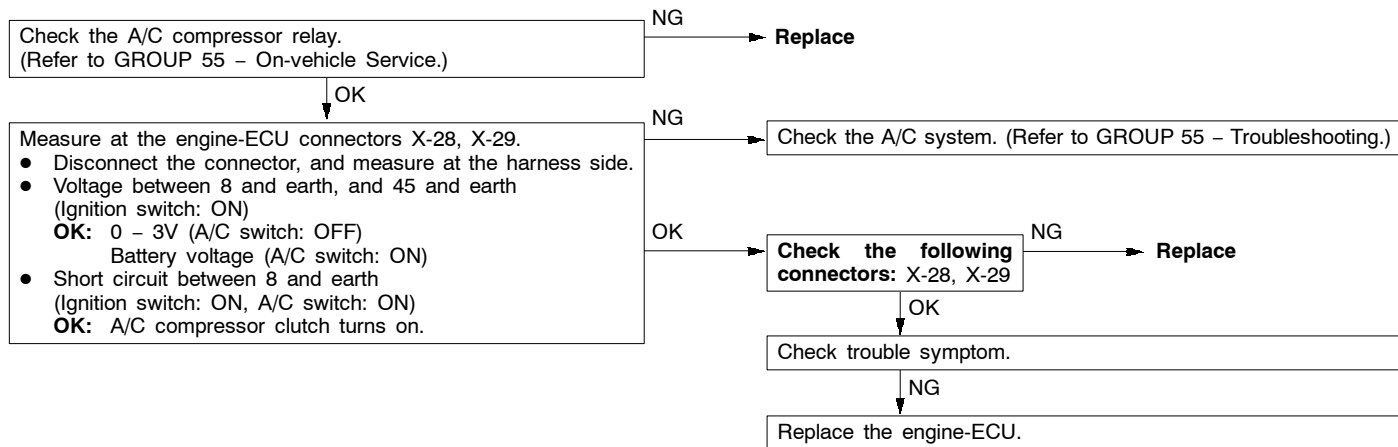 Check the A/C compressor relay.
(Refer to GROUP 55 – On-vehicle Service.)
NG
Replace
OK
Measure at the engine-ECU connectors X-28, X-29.
● Disconnect the connector, and measure at the harness side.
● Voltage between 8 and earth, and 45 and earth
(Ignition switch: ON)
OK: 0 – 3V (A/C switch: OFF)
Battery voltage (A/C switch: ON)
● Short circuit between 8 and earth
(Ignition switch: ON, A/C switch: ON)
OK: A/C compressor clutch turns on.
NG
Check the A/C system. (Refer to GROUP 55 – Troubleshooting.)
OK
Check the following
connectors: X-28, X-29
NG
Replace
OK
Check trouble symptom.
NG
Replace the engine-ECU.